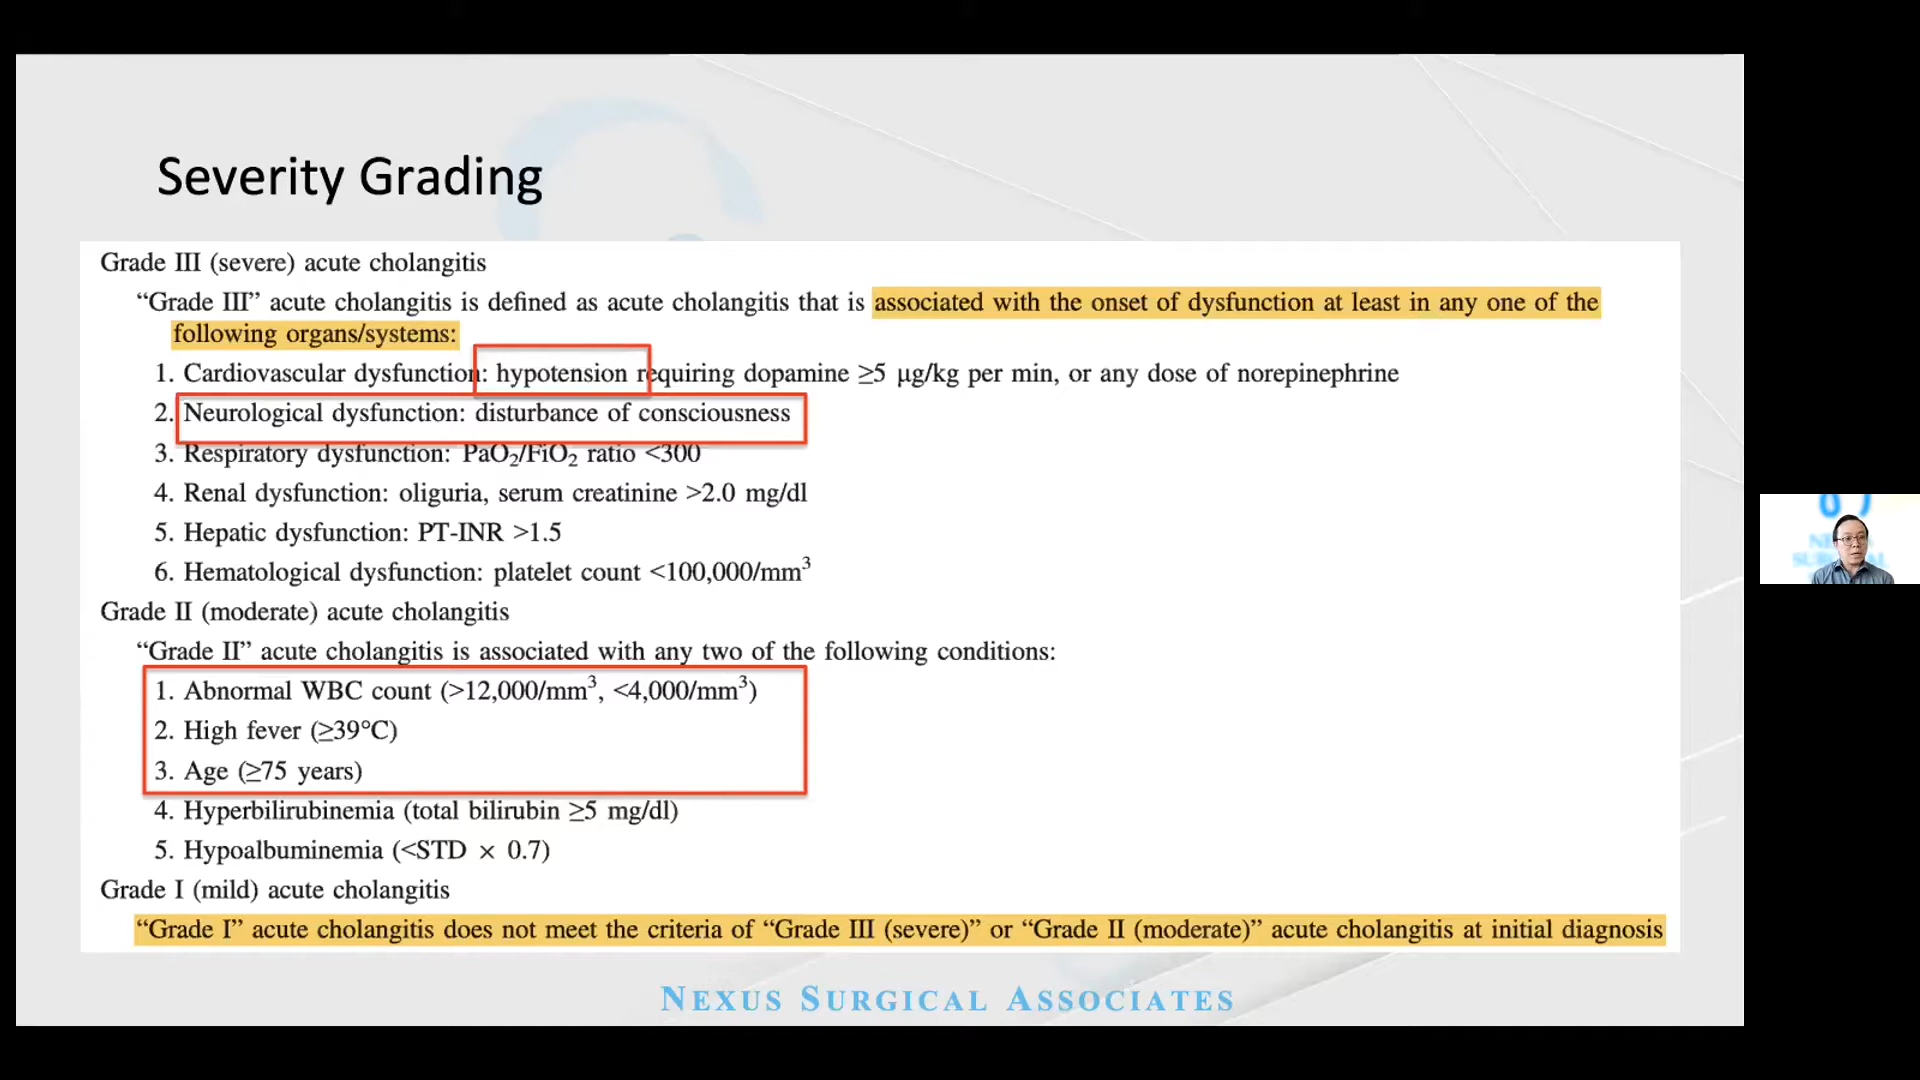 Severity Grading
Grade III (severe) acute cholangitis
“Grade III” acute cholangitis is defined as acute cholangitis that is associated with the onset of dysfunction at least in any one of the
following organs/systems:
1. Cardiovascular dysfunction: hypotension requiring dopamine ≥5 μg/kg per min, or any dose of norepinephrine
2. Neurological dysfunction: disturbance of consciousness
3. Respiratory dysfunction: PaO₂/FiO₂ ratio <300
4. Renal dysfunction: oliguria, serum creatinine >2.0 mg/dl
5. Hepatic dysfunction: PT-INR >1.5
6. Hematological dysfunction: platelet count <100,000/mm³
Grade II (moderate) acute cholangitis
“Grade II” acute cholangitis is associated with any two of the following conditions:
1. Abnormal WBC count (>12,000/mm³, <4,000/mm³)
2. High fever (≥39°C)
3. Age (≥75 years)
4. Hyperbilirubinemia (total bilirubin ≥5 mg/dl)
5. Hypoalbuminemia (<STD × 0.7)
Grade I (mild) acute cholangitis
“Grade I” acute cholangitis does not meet the criteria of “Grade III (severe)” or “Grade II (moderate)” acute cholangitis at initial diagnosis
NEXUS SURGICAL ASSOCIATES